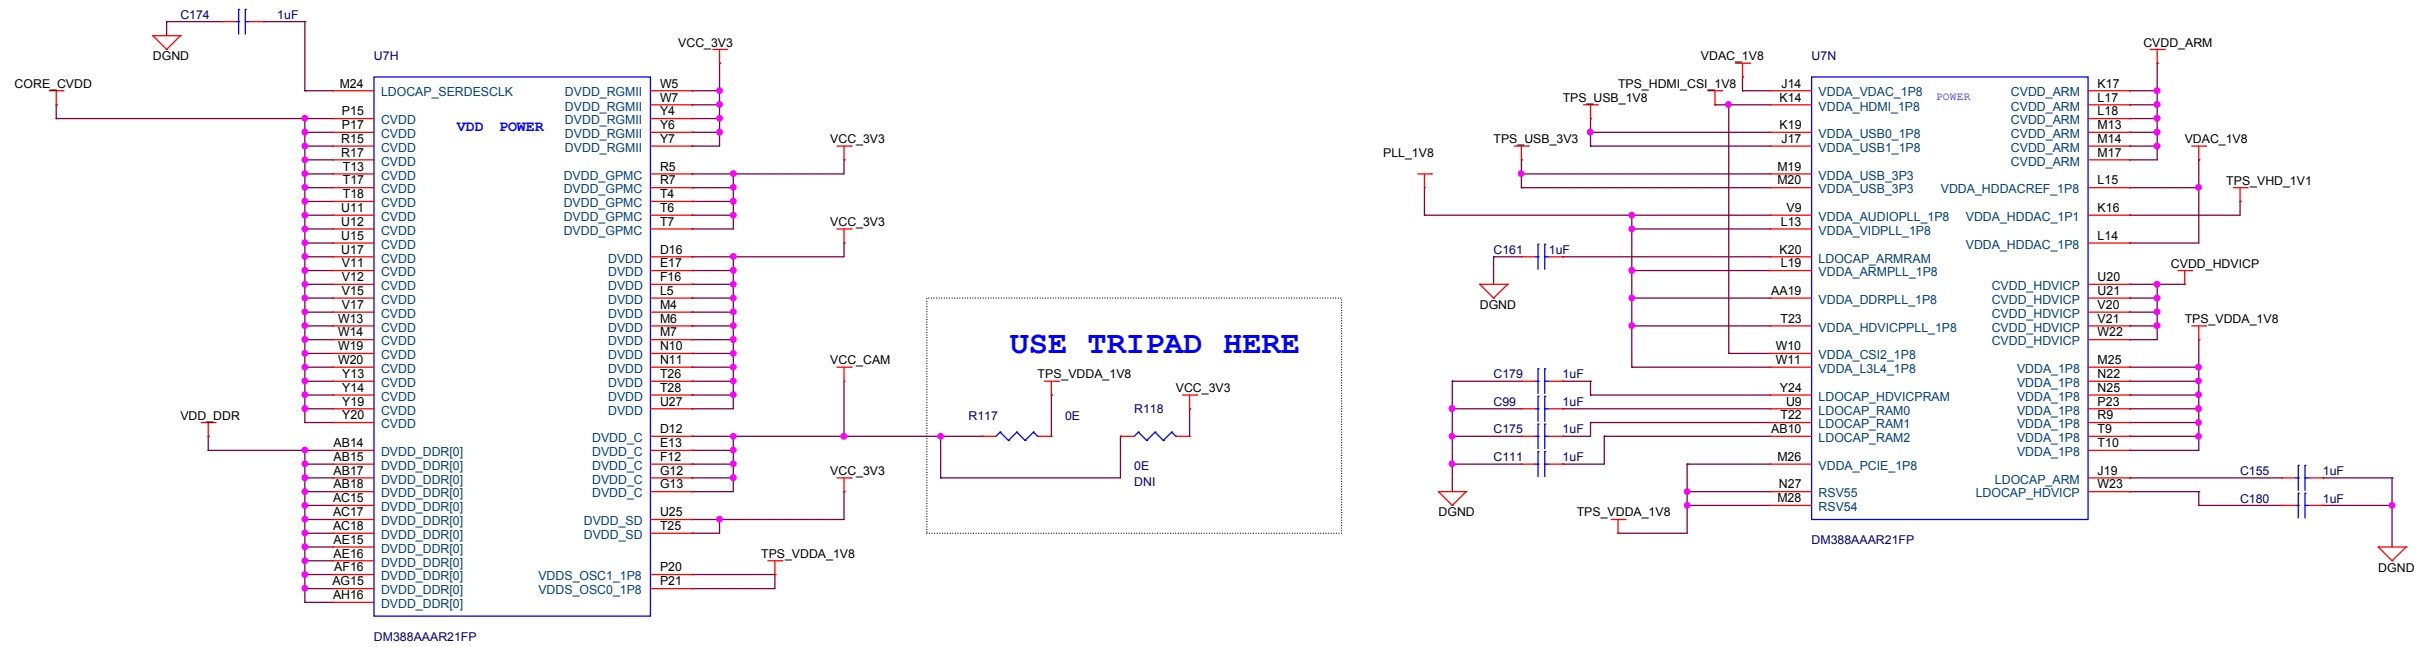 C174 1uF
DGND
U7H
VCC_3V3
CORE_CVDD
M24 LDOCAP_SERDESCLK
VDD POWER
P15 CVDD
P17 CVDD
R15 CVDD
R17 CVDD
T13 CVDD
T17 CVDD
T18 CVDD
U11 CVDD
U12 CVDD
U15 CVDD
U17 CVDD
V11 CVDD
V12 CVDD
V15 CVDD
V17 CVDD
W13 CVDD
W14 CVDD
W19 CVDD
W20 CVDD
Y13 CVDD
Y14 CVDD
Y19 CVDD
Y20 CVDD
VDD_DDR
AB14 DVDD_DDR[0]
AB15 DVDD_DDR[0]
AB17 DVDD_DDR[0]
AB18 DVDD_DDR[0]
AC15 DVDD_DDR[0]
AC17 DVDD_DDR[0]
AC18 DVDD_DDR[0]
AE15 DVDD_DDR[0]
AE16 DVDD_DDR[0]
AF16 DVDD_DDR[0]
AG15 DVDD_DDR[0]
AH16 DVDD_DDR[0]
DVDD_RGMII W5
DVDD_RGMII W7
DVDD_RGMII Y4
DVDD_RGMII Y6
DVDD_RGMII Y7
VCC_3V3
DVDD_GPMC R5
DVDD_GPMC R7
DVDD_GPMC T4
DVDD_GPMC T6
DVDD_GPMC T7
VCC_3V3
DVDD D16
DVDD E17
DVDD F16
DVDD L5
DVDD M4
DVDD M6
DVDD M7
DVDD N10
DVDD N11
DVDD T26
DVDD T28
DVDD U27
VCC_CAM
DVDD_C D12
DVDD_C E13
DVDD_C F12
DVDD_C G12
DVDD_C G13
VCC_3V3
DVDD_SD U25
DVDD_SD T25
TPS_VDDA_1V8
VDDS_OSC1_1P8 P20
VDDS_OSC0_1P8 P21
DM388AAAR21FP
USE TRIPAD HERE
TPS_VDDA_1V8
VCC_3V3
R117 0E
R118
0E
DNI
U7N
POWER
VDAC_1V8
TPS_HDMI_CSI_1V8
TPS_USB_1V8
TPS_USB_3V3
PLL_1V8
J14 VDDA_VDAC_1P8
K14 VDDA_HDMI_1P8
K19 VDDA_USB0_1P8
J17 VDDA_USB1_1P8
M19 VDDA_USB_3P3
M20 VDDA_USB_3P3
V9 VDDA_AUDIOPLL_1P8
L13 VDDA_VIDPLL_1P8
C161 1uF
DGND
K20 LDOCAP_ARMRAM
L19 VDDA_ARMPLL_1P8
AA19 VDDA_DDRPLL_1P8
T23 VDDA_HDVICPPLL_1P8
W10 VDDA_CSI2_1P8
W11 VDDA_L3L4_1P8
C179 1uF
C99 1uF
C175 1uF
C111 1uF
DGND
Y24 LDOCAP_HDVICPRAM
U9 LDOCAP_RAM0
T22 LDOCAP_RAM1
AB10 LDOCAP_RAM2
M26 VDDA_PCIE_1P8
N27 RSV55
M28 RSV54
TPS_VDDA_1V8
CVDD_ARM
CVDD_ARM K17
CVDD_ARM L17
CVDD_ARM L18
CVDD_ARM M13
CVDD_ARM M14
CVDD_ARM M17
VDAC_1V8
VDDA_HDDACREF_1P8 L15
TPS_VHD_1V1
VDDA_HDDAC_1P1 K16
VDDA_HDDAC_1P8 L14
CVDD_HDVICP
CVDD_HDVICP U20
CVDD_HDVICP U21
CVDD_HDVICP V20
CVDD_HDVICP V21
CVDD_HDVICP W22
TPS_VDDA_1V8
VDDA_1P8 M25
VDDA_1P8 N22
VDDA_1P8 N25
VDDA_1P8 P23
VDDA_1P8 R9
VDDA_1P8 T9
VDDA_1P8 T10
LDOCAP_ARM J19
LDOCAP_HDVICP W23
C155 1uF
C180 1uF
DGND
DM388AAAR21FP